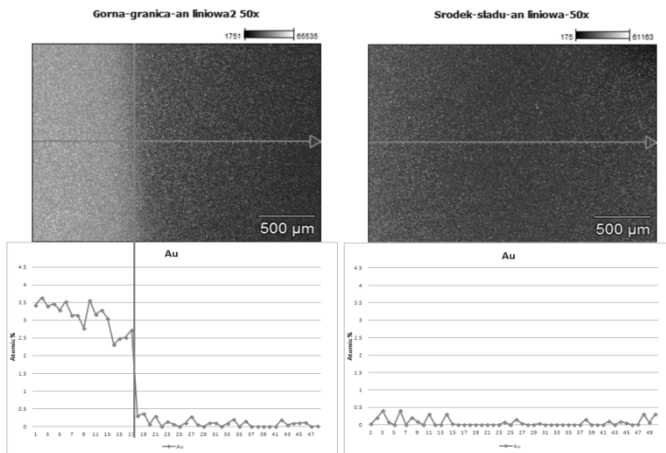 Gorna-granica-an liniowa2 50x
1751 65535
500 µm
Au
Atomic%
4.5
4
3.5
3
2.5
2
1.5
1
0.5
0
1 3 5 7 9 11 13 15 17 19 21 23 25 27 29 31 33 35 37 39 41 43 45 47
Au
Srodek-sladu-an liniowa-50x
175 61163
500 µm
Au
Atomic%
4.5
4
3.5
3
2.5
2
1.5
1
0.5
0
1 3 5 7 9 11 13 15 17 19 21 23 25 27 29 31 33 35 37 39 41 43 45 47 49
Au